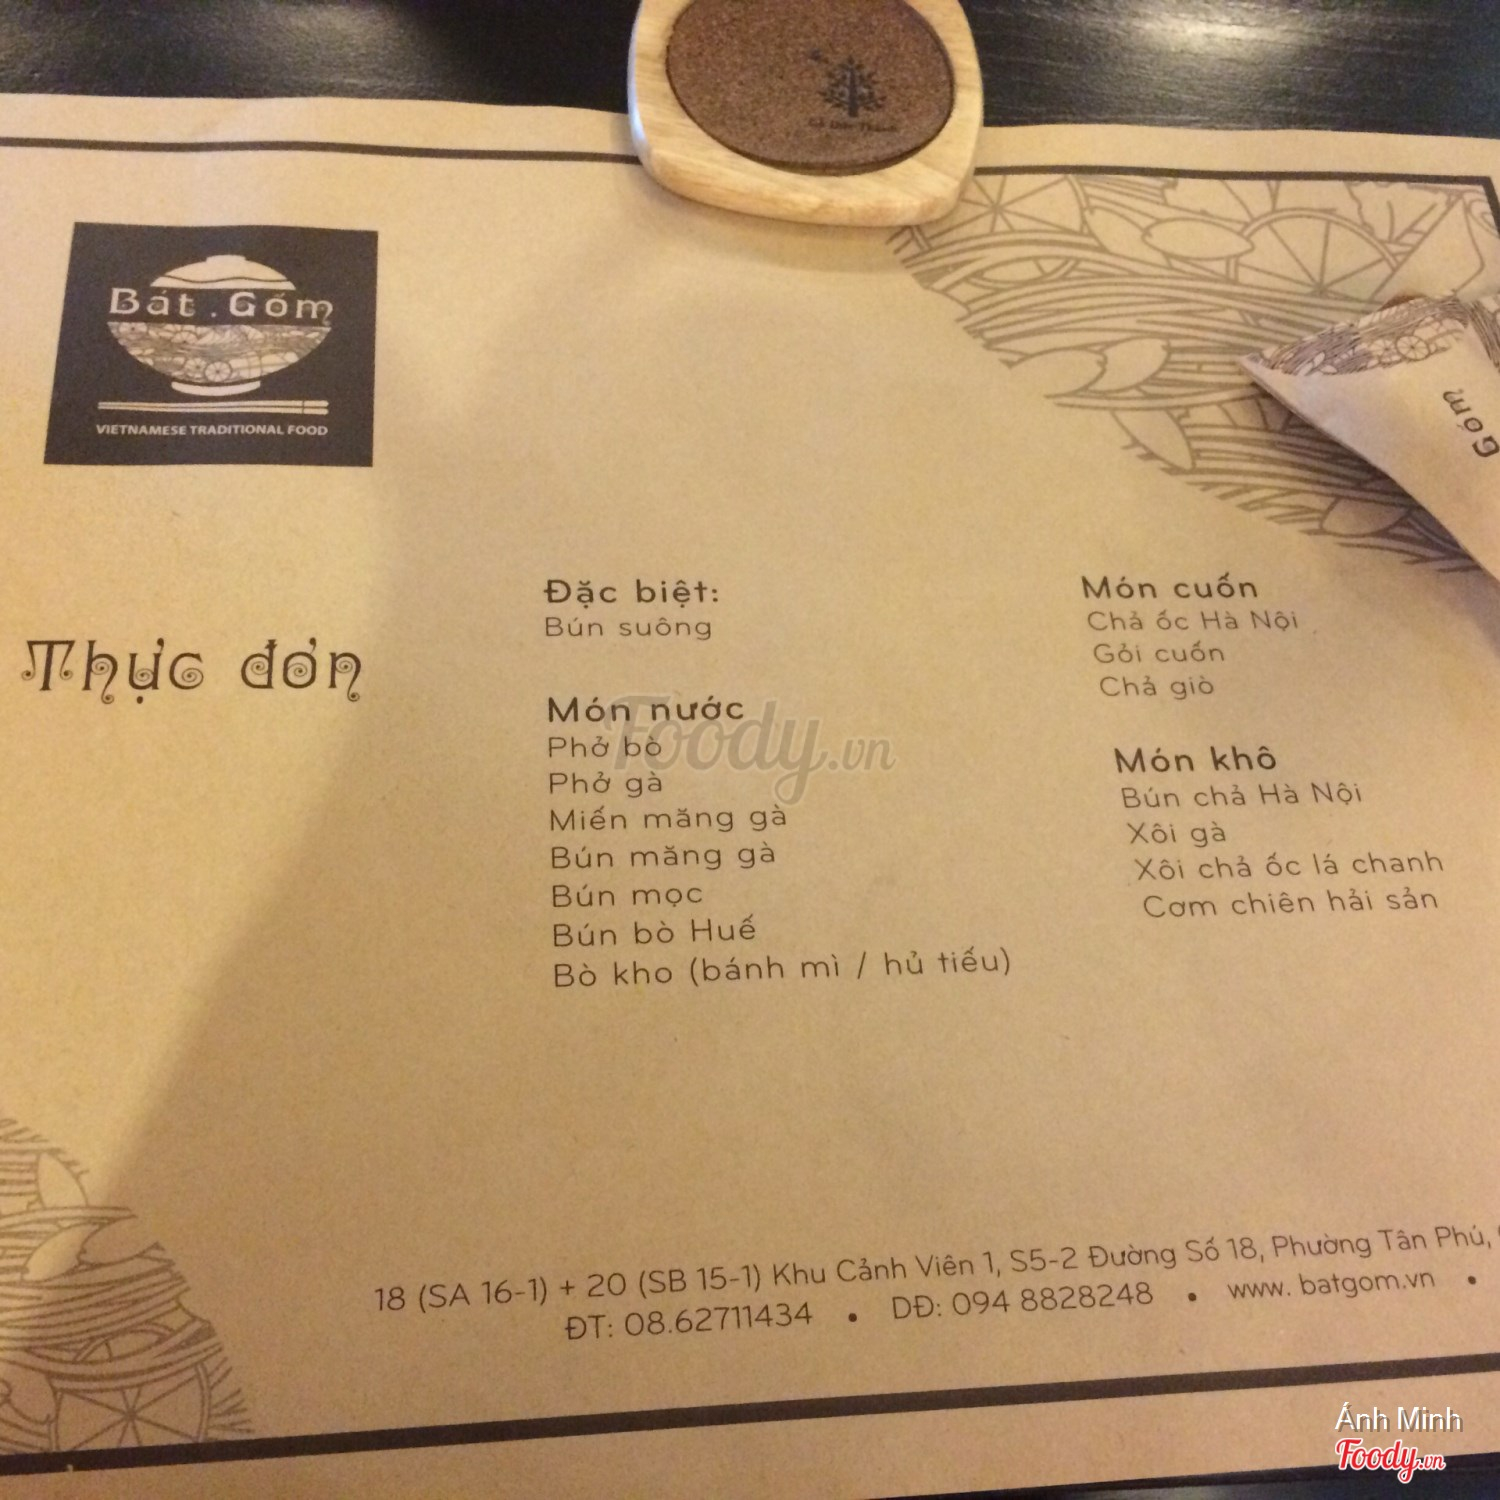 Bát . Gốm
VIETNAMESE TRADITIONAL FOOD
Gốm
Thực đơn
Đặc biệt:
Bún suông
Món nước
Phở bò
Phở gà
Miến măng gà
Bún măng gà
Bún mọc
Bún bò Huế
Bò kho (bánh mì / hủ tiếu)
Món cuốn
Chả ốc Hà Nội
Gỏi cuốn
Chả giò
Món khô
Bún chả Hà Nội
Xôi gà
Xôi chả ốc lá chanh
Cơm chiên hải sản
Foody.vn
18 (SA 16-1) + 20 (SB 15-1) Khu Cảnh Viên 1, S5-2 Đường Số 18, Phường Tân Phú,
ĐT: 08.62711434 • DĐ: 094 8828248 • www. batgom.vn •
Ánh Minh
Foody.vn